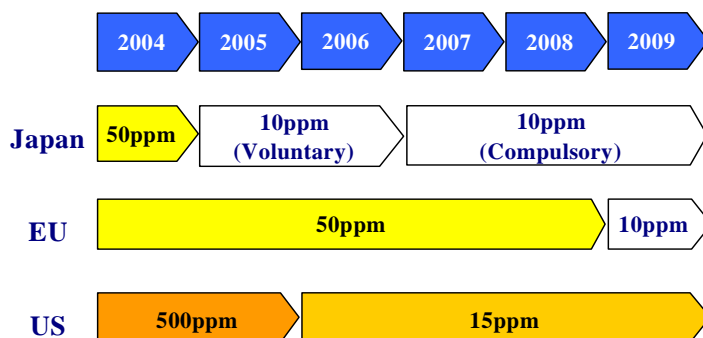 2004 2005 2006 2007 2008 2009
Japan 50ppm 10ppm 10ppm
(Voluntary) (Compulsory)
EU 50ppm 10ppm
US 500ppm 15ppm